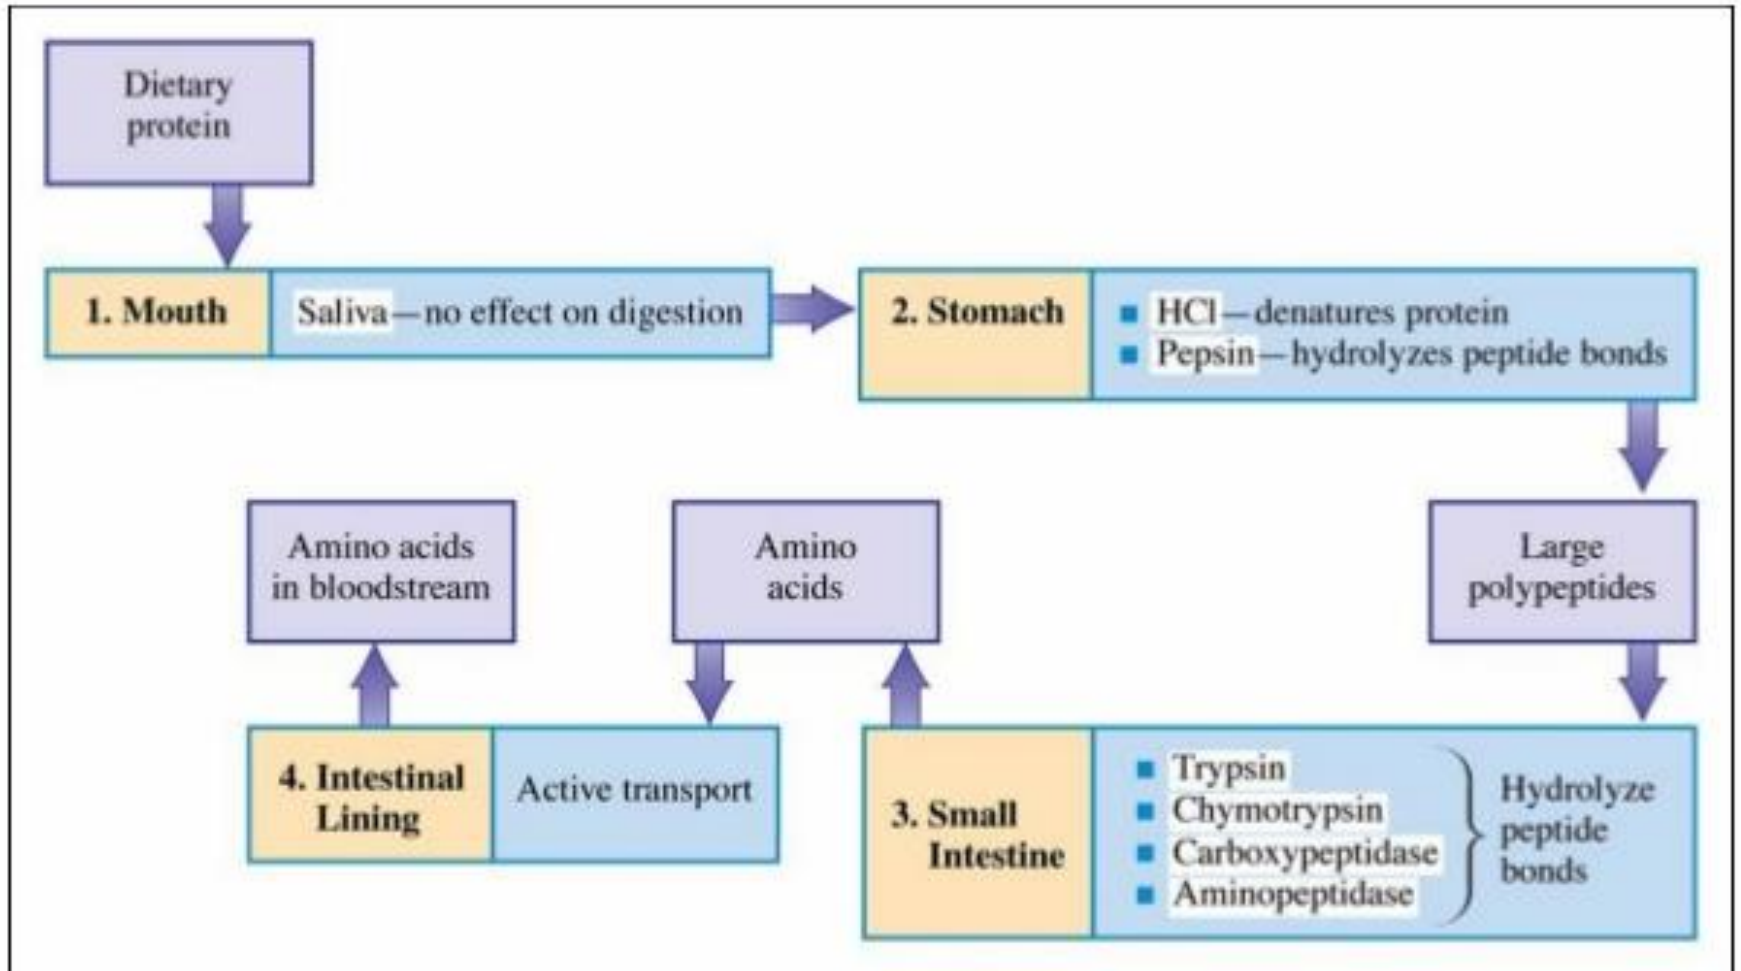 Dietary
protein
1. Mouth
Saliva—no effect on digestion
2. Stomach
■ HCl—denatures protein
■ Pepsin—hydrolyzes peptide bonds
Large
polypeptides
3. Small
Intestine
■ Trypsin
■ Chymotrypsin
■ Carboxypeptidase
■ Aminopeptidase
Hydrolyze
peptide
bonds
Amino
acids
4. Intestinal
Lining
Active transport
Amino acids
in bloodstream